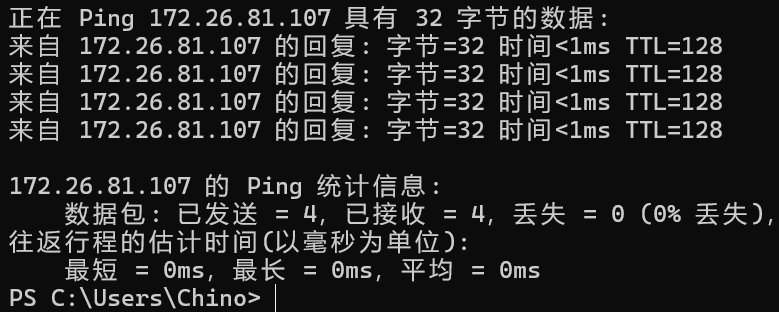 正在 Ping 172.26.81.107 具有 32 字节的数据:
来自 172.26.81.107 的回复: 字节=32 时间<1ms TTL=128
来自 172.26.81.107 的回复: 字节=32 时间<1ms TTL=128
来自 172.26.81.107 的回复: 字节=32 时间<1ms TTL=128
来自 172.26.81.107 的回复: 字节=32 时间<1ms TTL=128
172.26.81.107 的 Ping 统计信息:
数据包: 已发送 = 4, 已接收 = 4, 丢失 = 0 (0% 丢失),
往返行程的估计时间(以毫秒为单位):
最短 = 0ms, 最长 = 0ms, 平均 = 0ms
PS C:\Users\Chino>